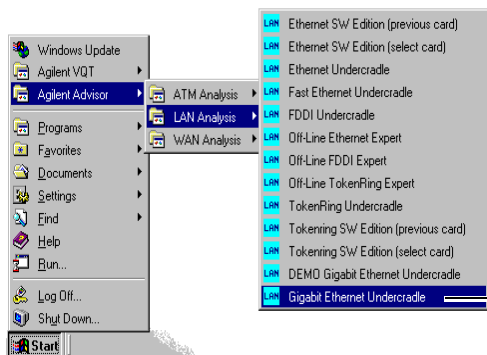 Windows Update
Agilent VQT
Agilent Advisor
Programs
Favorites
Documents
Settings
Find
Help
Run...
Log Off...
Shut Down...
Start
ATM Analysis
LAN Analysis
WAN Analysis
LAN Ethernet SW Edition (previous card)
LAN Ethernet SW Edition (select card)
LAN Ethernet Undercradle
LAN Fast Ethernet Undercradle
LAN FDDI Undercradle
LAN Off-Line Ethernet Expert
LAN Off-Line FDDI Expert
LAN Off-Line TokenRing Expert
LAN TokenRing Undercradle
LAN Tokenring SW Edition (previous card)
LAN Tokenring SW Edition (select card)
LAN DEMO Gigabit Ethernet Undercradle
LAN Gigabit Ethernet Undercradle